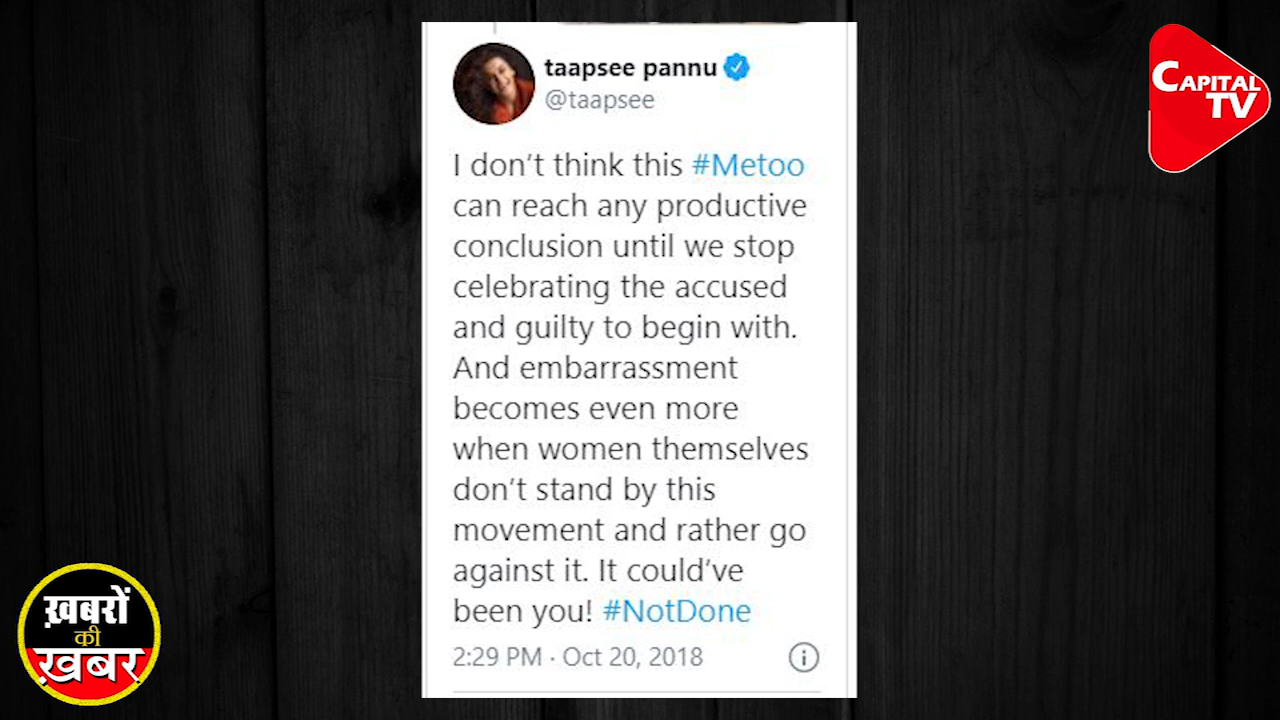 taapsee pannu
@taapsee
I don’t think this #Metoo
can reach any productive
conclusion until we stop
celebrating the accused
and guilty to begin with.
And embarrassment
becomes even more
when women themselves
don’t stand by this
movement and rather go
against it. It could’ve
been you! #NotDone
2:29 PM · Oct 20, 2018
CAPITAL
TV
ख़बरों
की
ख़बर